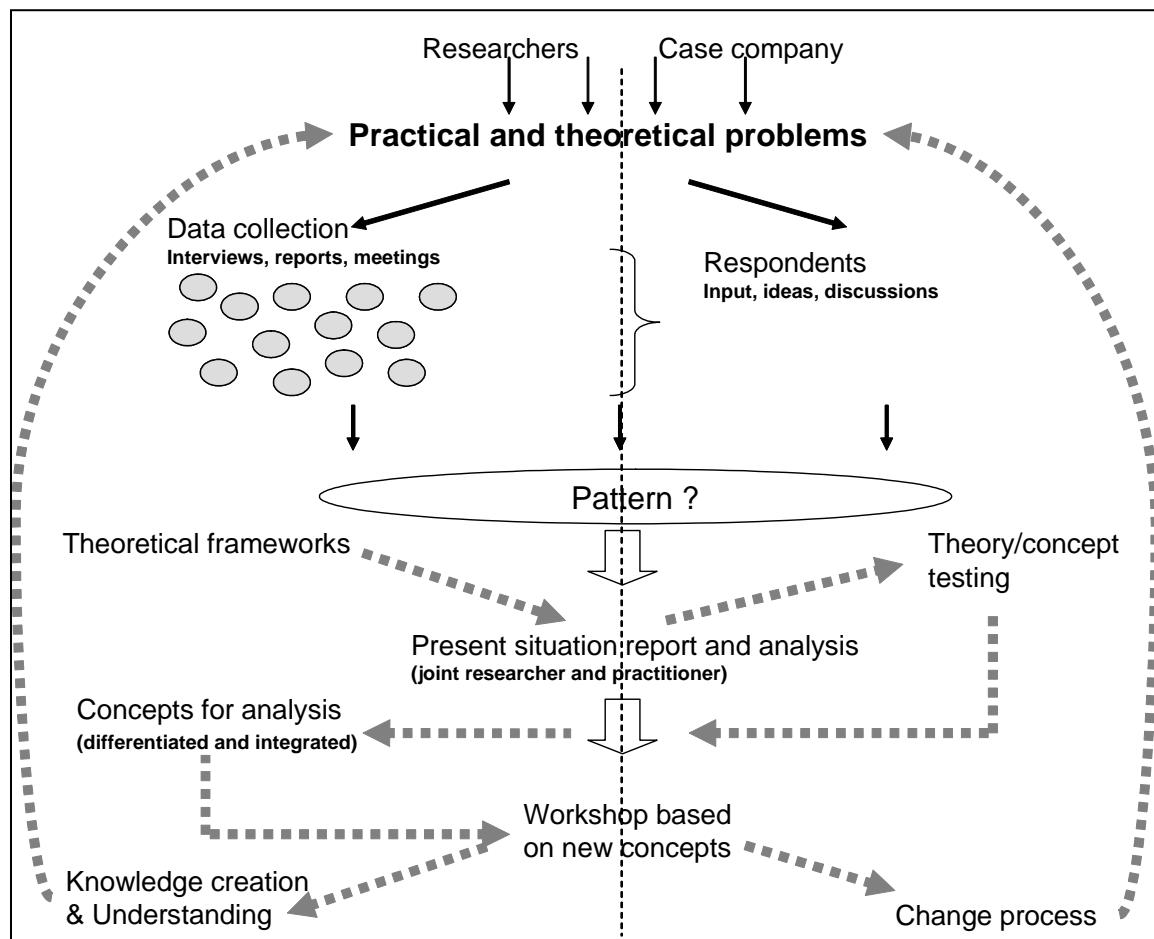 Researchers
Case company
Practical and theoretical problems
Data collection
Interviews, reports, meetings
Respondents
Input, ideas, discussions
Pattern ?
Theoretical frameworks
Theory/concept
testing
Present situation report and analysis
(joint researcher and practitioner)
Concepts for analysis
(differentiated and integrated)
Workshop based
on new concepts
Knowledge creation
& Understanding
Change process